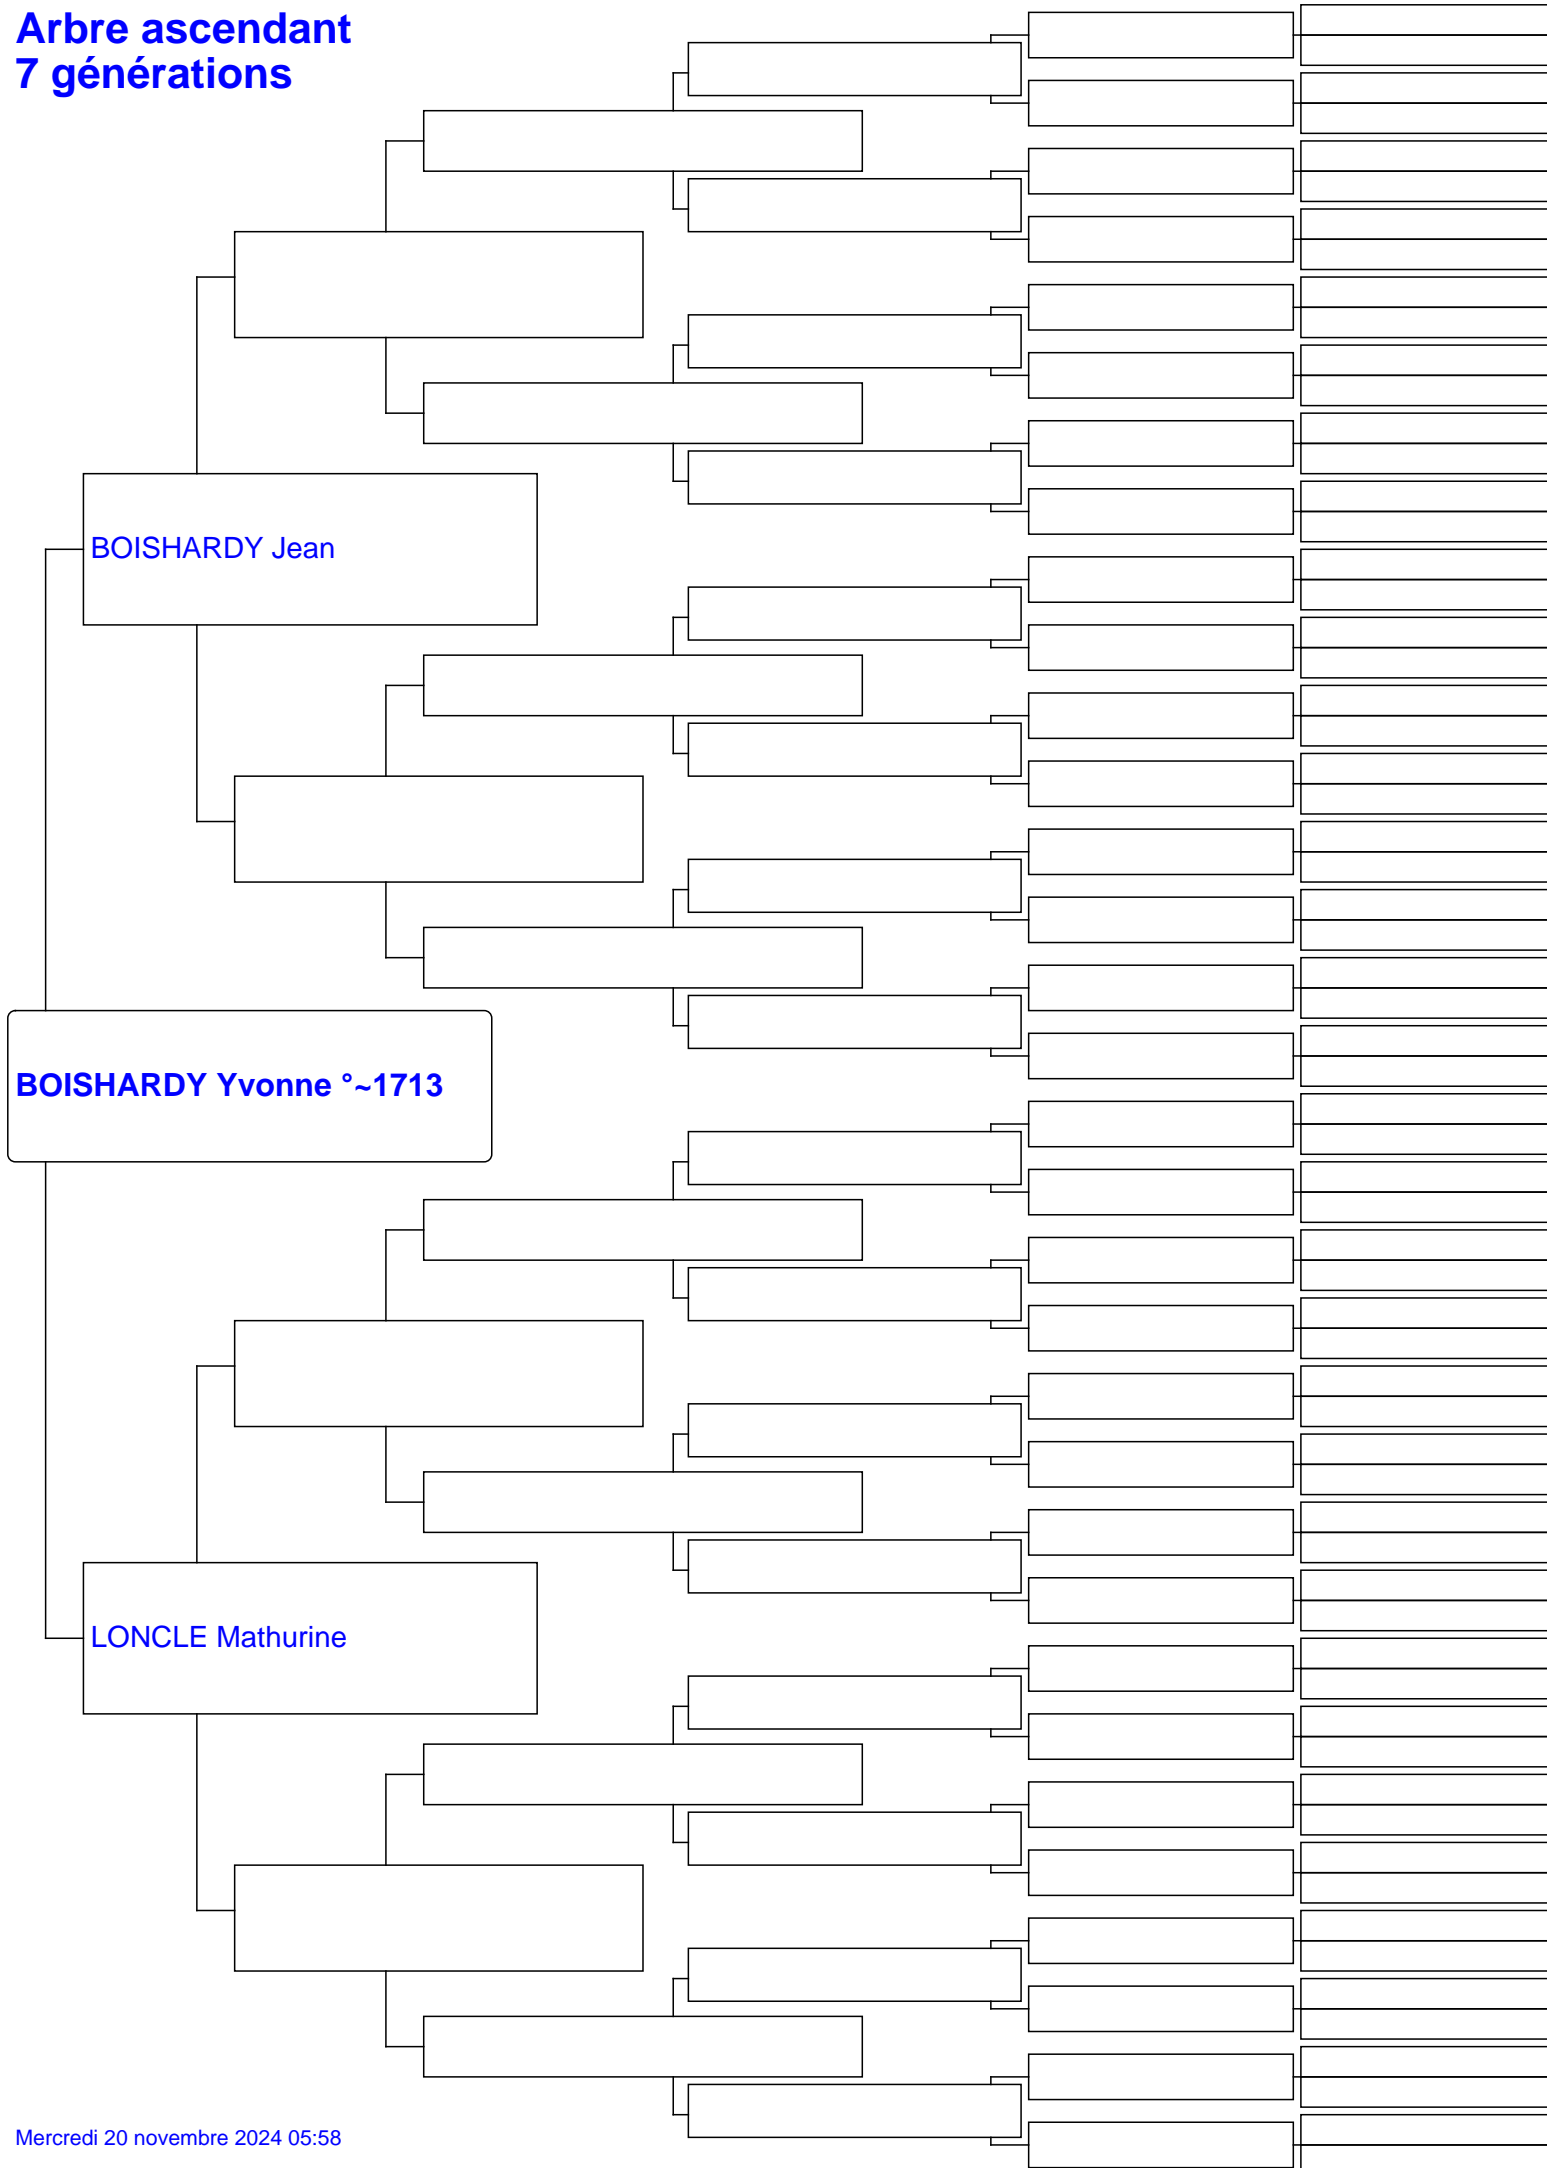 Arbre ascendant
7 générations
BOISHARDY Jean
BOISHARDY Yvonne °~1713
LONCLE Mathurine
Mercredi 20 novembre 2024 05:58